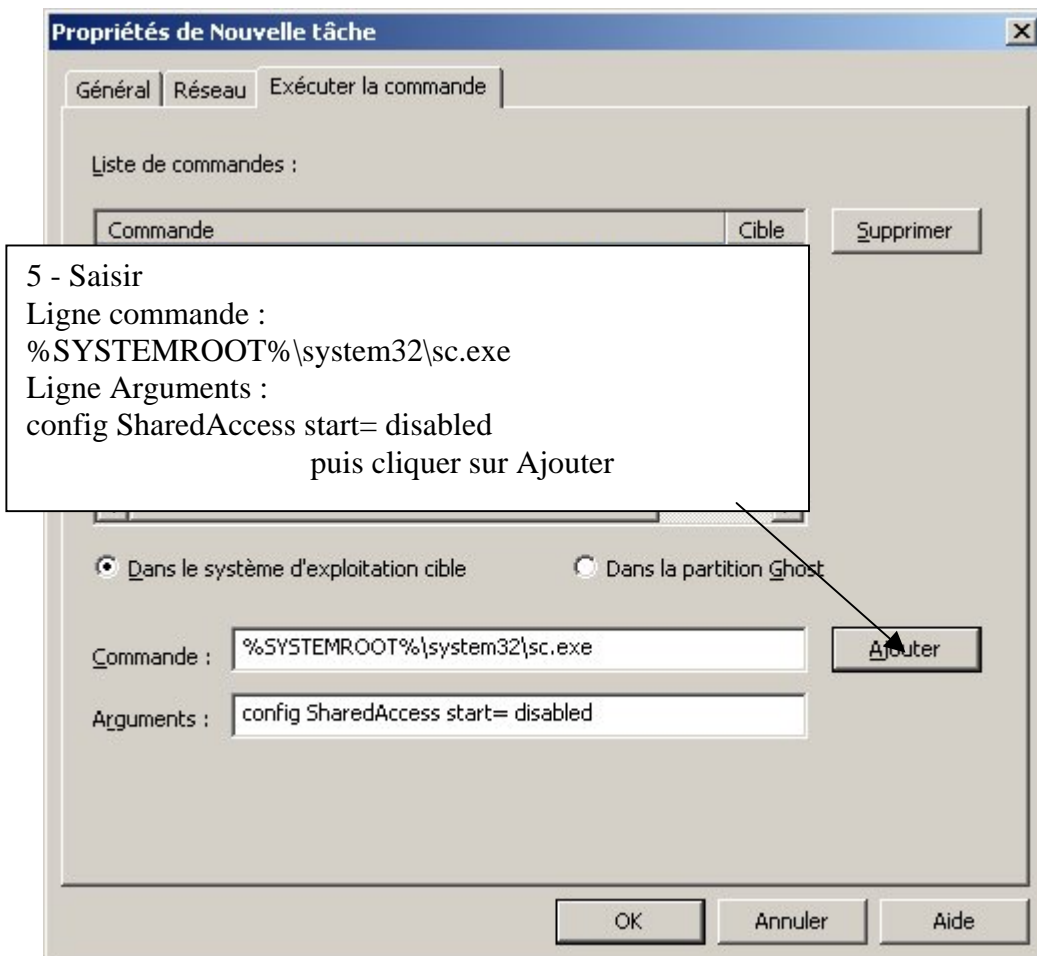 Propriétés de Nouvelle tâche
Général Réseau Exécuter la commande
Liste de commandes :
Commande Cible Supprimer
5 - Saisir
Ligne commande :
%SYSTEMROOT%\system32\sc.exe
Ligne Arguments :
config SharedAccess start= disabled
puis cliquer sur Ajouter
Dans le système d'exploitation cible Dans la partition Ghost
Commande : %SYSTEMROOT%\system32\sc.exe Ajouter
Arguments : config SharedAccess start= disabled
OK Annuler Aide